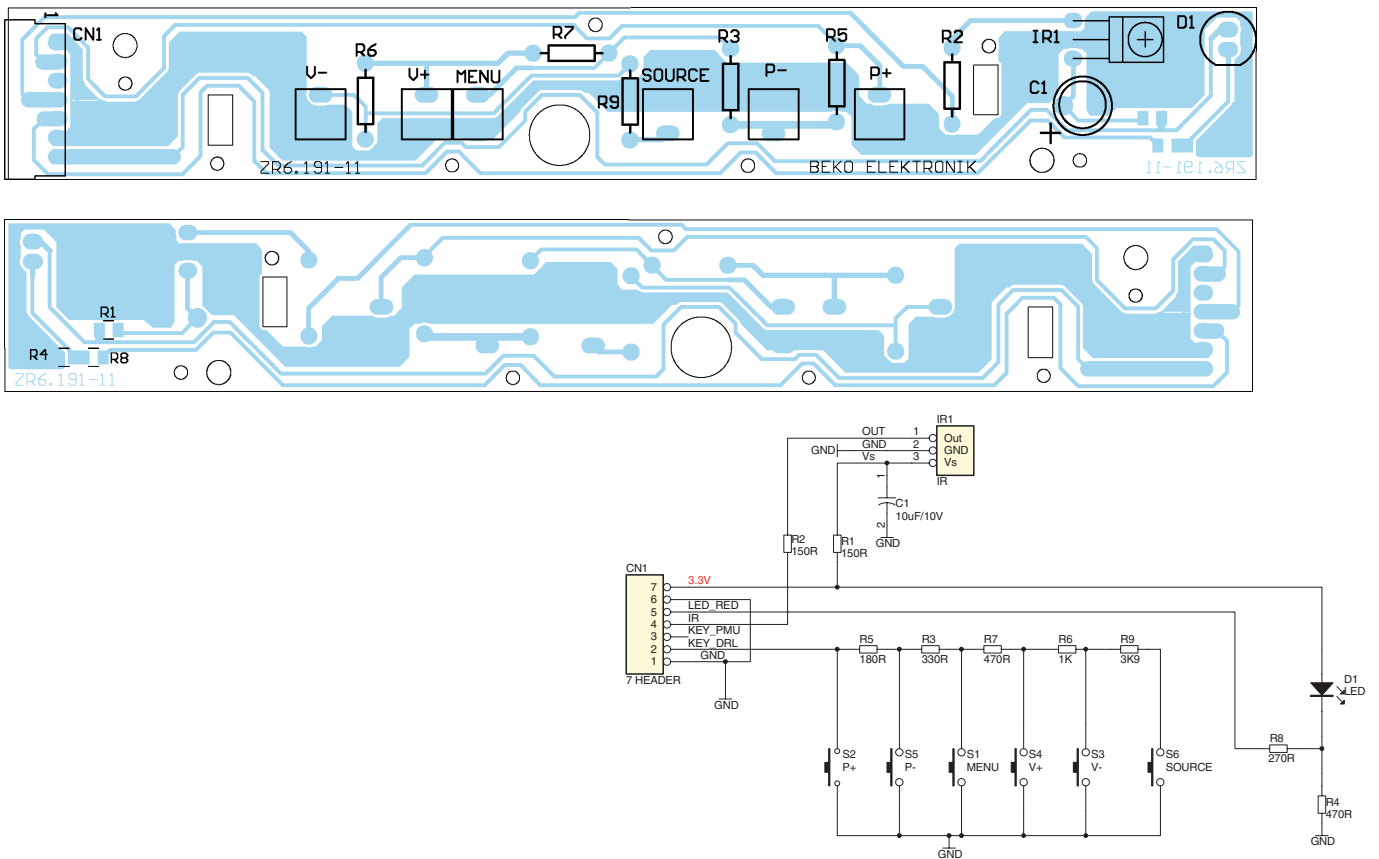 1
CN1
R7
R6
R3
R5
R2
IR1
D1
V-
V+
MENU
SOURCE
P-
P+
R9
C1
+
ZR6.191-11
BEKO ELEKTRONIK
ZR6.191-11
R1
R4
R8
ZR6.191-11
IR1
OUT 1 Out
GND GND 2 GND
Vs 3 Vs
IR
1
C1
10uF/10V
2
GND
R2
150R
R1
150R
CN1
7 3.3V
6
5 LED_RED
4 IR
3 KEY_PMU
2 KEY_DRL
1 GND
7 HEADER
GND
R5
180R
R3
330R
R7
470R
R6
1K
R9
3K9
D1
LED
S2
P+
S5
P-
S1
MENU
S4
V+
S3
V-
S6
SOURCE
R8
270R
R4
470R
GND
GND